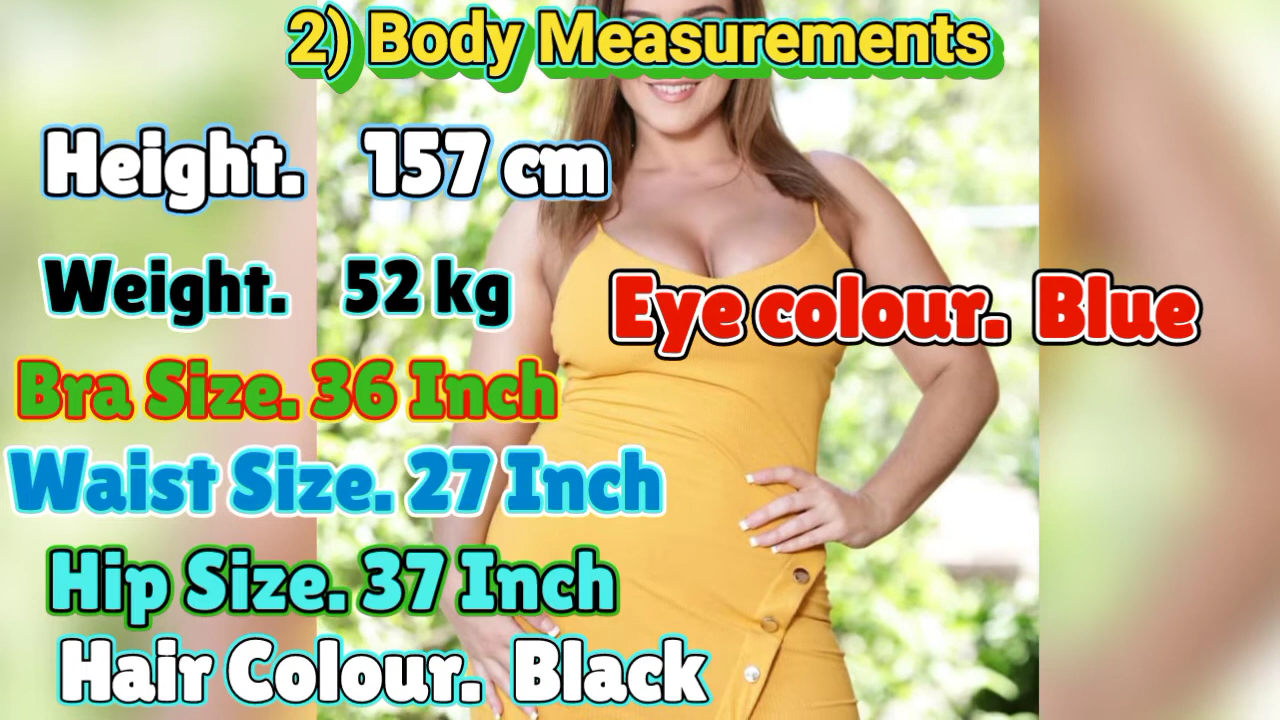 2) Body Measurements
Height. 157 cm
Weight. 52 kg
Eye colour. Blue
Bra Size. 36 Inch
Waist Size. 27 Inch
Hip Size. 37 Inch
Hair Colour. Black